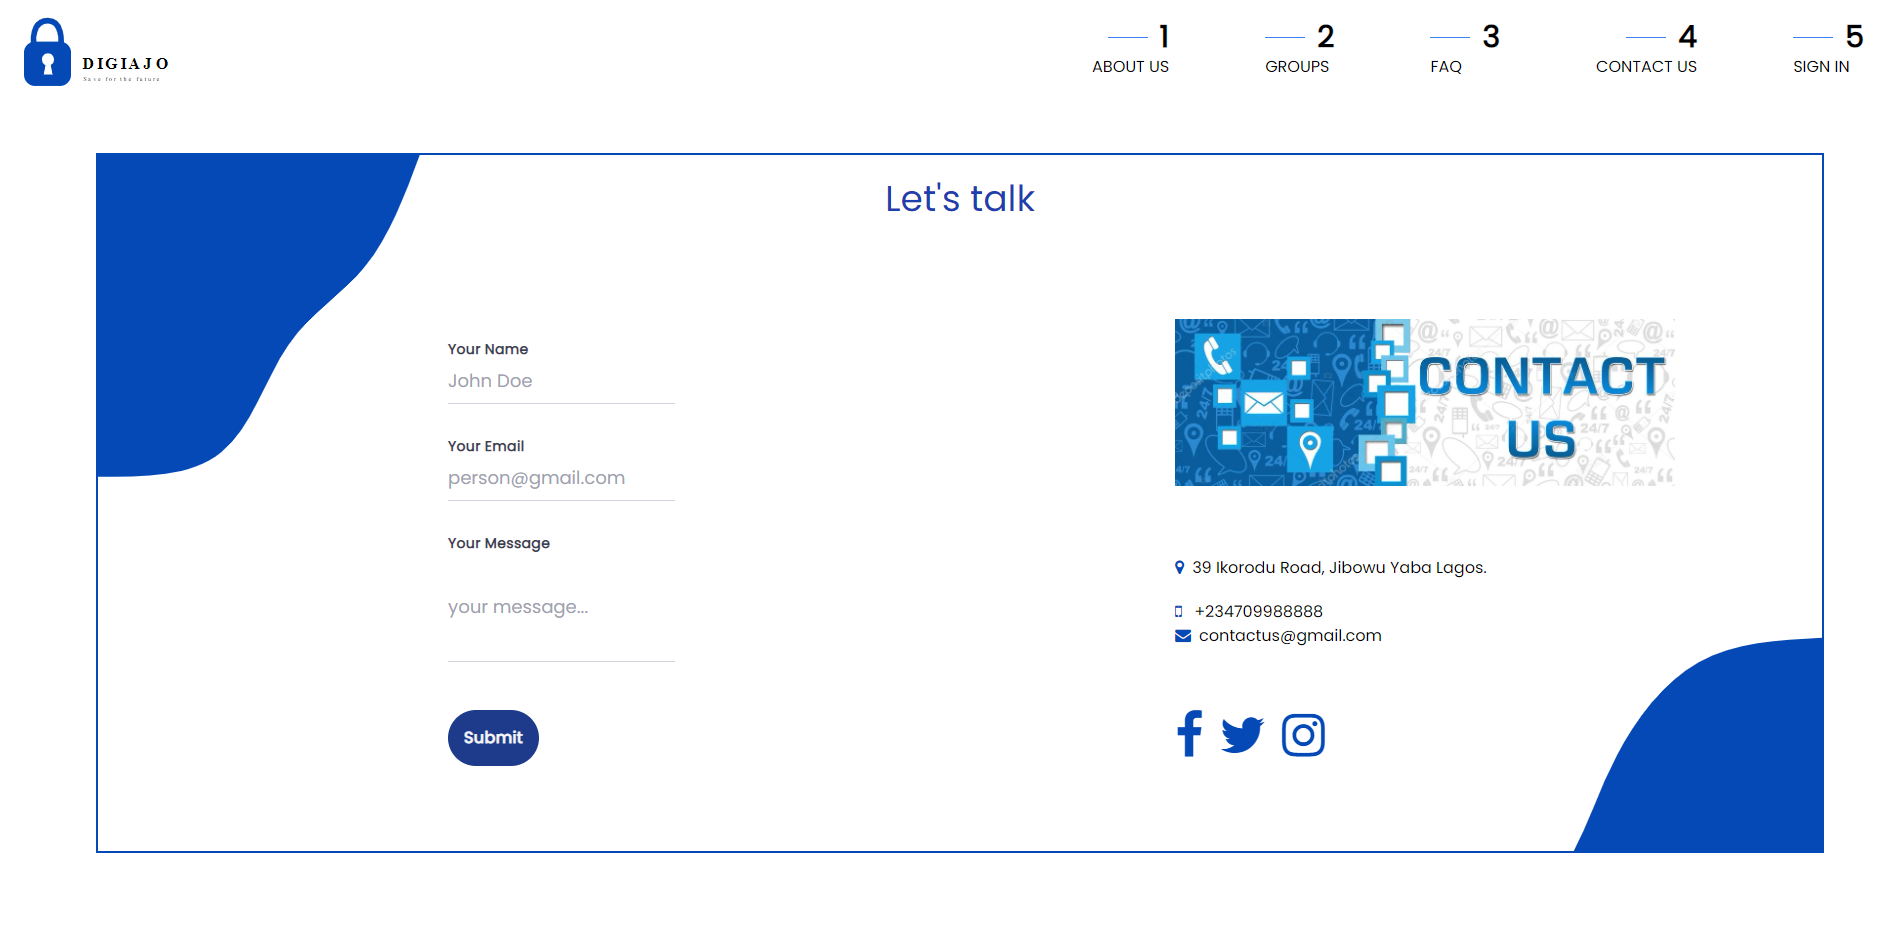 DIGIAJO
Save for the future
1
ABOUT US
2
GROUPS
3
FAQ
4
CONTACT US
5
SIGN IN
Let's talk
Your Name
John Doe
Your Email
person@gmail.com
Your Message
your message...
Submit
CONTACT
US
39 Ikorodu Road, Jibowu Yaba Lagos.
+234709988888
contactus@gmail.com